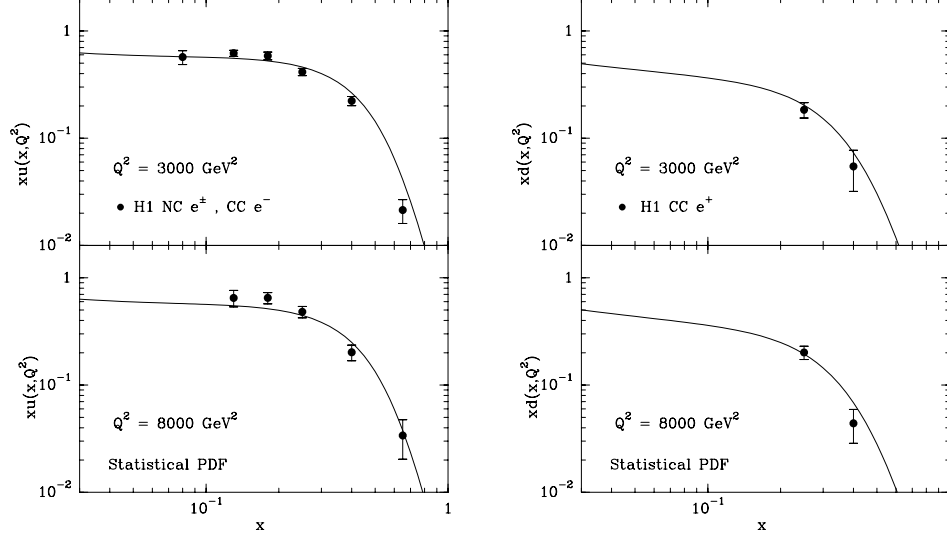 1
10⁻¹
10⁻²
xu(x,Q²)
Q² = 3000 GeV²
● H1 NC e± , CC e⁻
1
10⁻¹
10⁻²
xd(x,Q²)
Q² = 3000 GeV²
● H1 CC e⁺
1
10⁻¹
10⁻²
xu(x,Q²)
Q² = 8000 GeV²
Statistical PDF
10⁻¹
1
x
1
10⁻¹
10⁻²
xd(x,Q²)
Q² = 8000 GeV²
Statistical PDF
10⁻¹
x